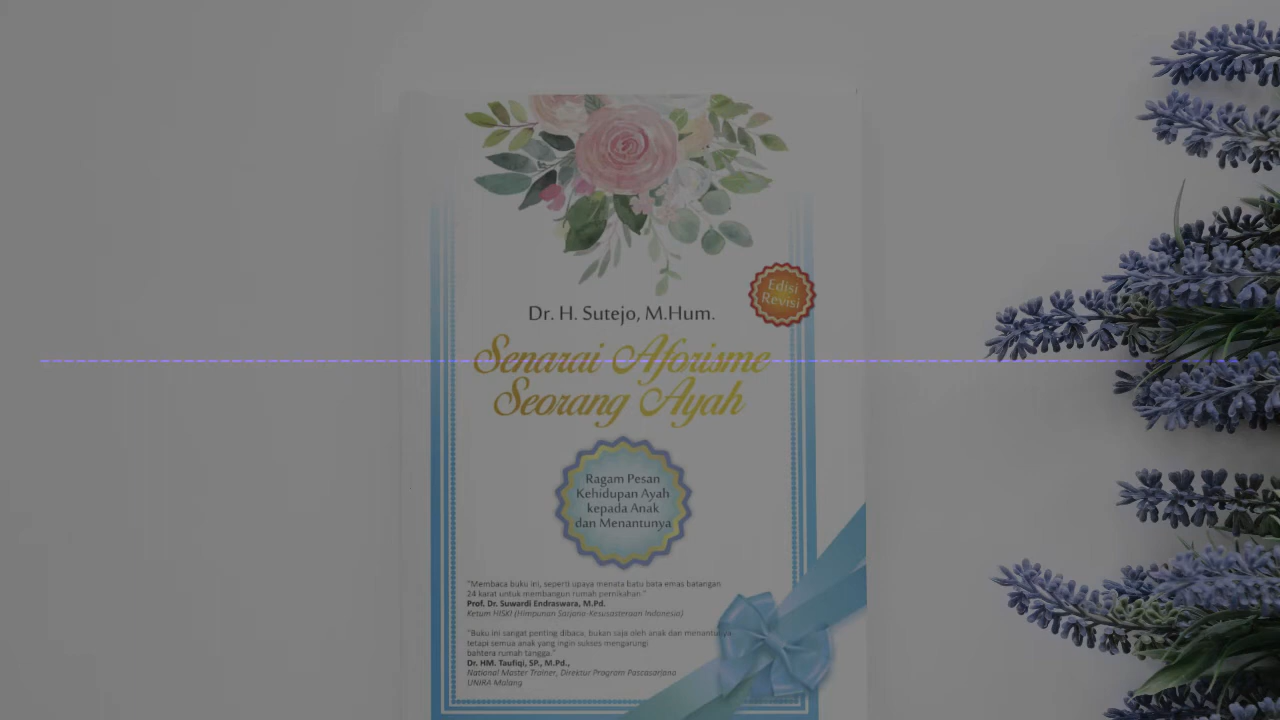 Edisi
Revisi
Dr. H. Sutejo, M.Hum.
Senarai Aforisme
Seorang Ayah
Ragam Pesan
Kehidupan Ayah
kepada Anak
dan Menantunya
"Membaca buku ini, seperti upaya menata batu bata emas batangan
24 karat untuk membangun rumah pernikahan."
Prof. Dr. Suwardi Endraswara, M.Pd.
Ketum HISKI (Himpunan Sarjana-Kesusasteraan Indonesia)
"Buku ini sangat penting dibaca, bukan saja oleh anak dan menantunya
tetapi semua anak yang ingin sukses mengarungi
bahtera rumah tangga."
Dr. HM. Taufiqi, SP., M.Pd.,
National Master Trainer, Direktur Program Pascasarjana
UNIRA Malang